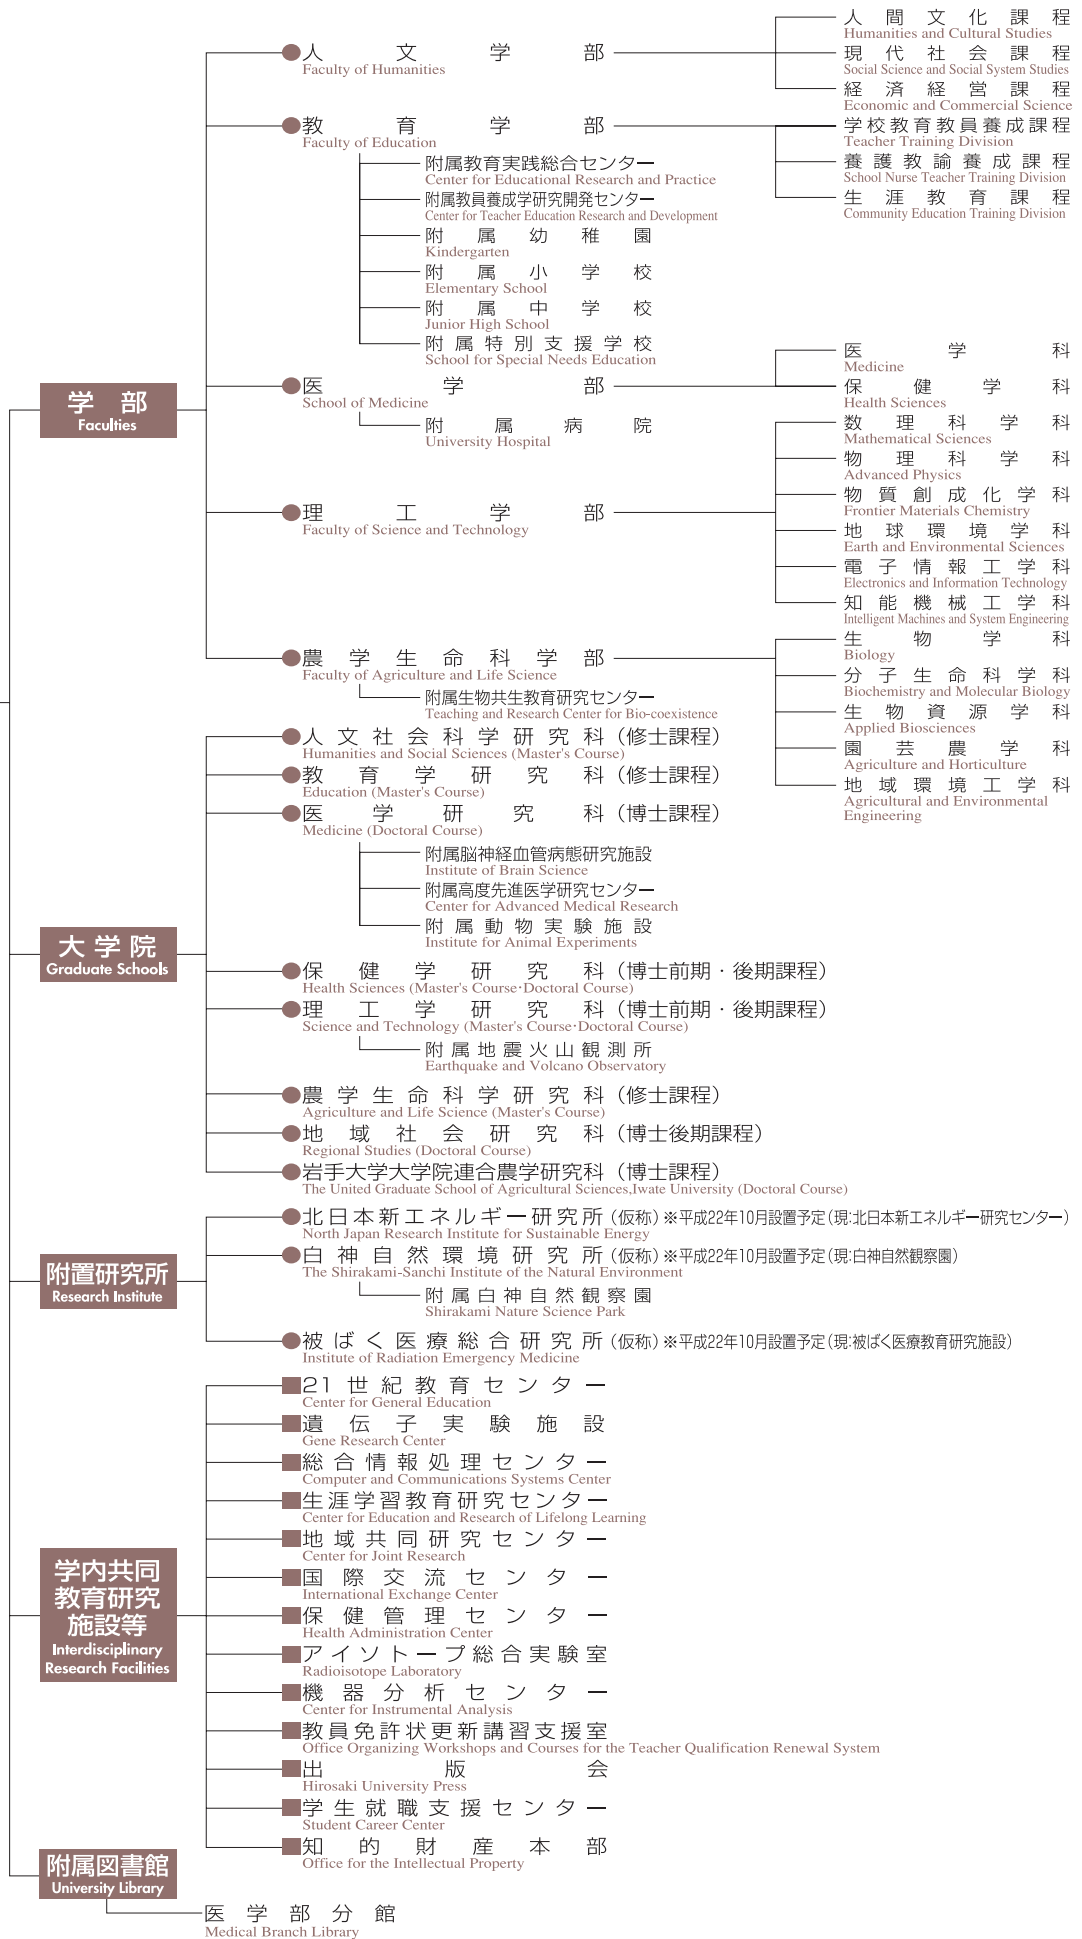 学部
Faculties
人文学部
Faculty of Humanities
人間文化課程
Humanities and Cultural Studies
現代社会課程
Social Science and Social System Studies
経済経営課程
Economic and Commercial Science
教育学部
Faculty of Education
学校教育教員養成課程
Teacher Training Division
養護教諭養成課程
School Nurse Teacher Training Division
生涯教育課程
Community Education Training Division
附属教育実践総合センター
Center for Educational Research and Practice
附属教員養成学研究開発センター
Center for Teacher Education Research and Development
附属幼稚園
Kindergarten
附属小学校
Elementary School
附属中学校
Junior High School
附属特別支援学校
School for Special Needs Education
医学部
School of Medicine
医学科
Medicine
保健学科
Health Sciences
附属病院
University Hospital
理工学部
Faculty of Science and Technology
数理科学科
Mathematical Sciences
物理科学科
Advanced Physics
物質創成化学科
Frontier Materials Chemistry
地球環境学科
Earth and Environmental Sciences
電子情報工学科
Electronics and Information Technology
知能機械工学科
Intelligent Machines and System Engineering
農学生命科学部
Faculty of Agriculture and Life Science
生物学科
Biology
分子生命科学科
Biochemistry and Molecular Biology
生物資源学科
Applied Biosciences
園芸農学科
Agriculture and Horticulture
地域環境工学科
Agricultural and Environmental
Engineering
附属生物共生教育研究センター
Teaching and Research Center for Bio-coexistence
大学院
Graduate Schools
人文社会科学研究科（修士課程）
Humanities and Social Sciences (Master's Course)
教育学研究科（修士課程）
Education (Master's Course)
医学研究科（博士課程）
Medicine (Doctoral Course)
附属脳神経血管病態研究施設
Institute of Brain Science
附属高度先進医学研究センター
Center for Advanced Medical Research
附属動物実験施設
Institute for Animal Experiments
保健学研究科（博士前期・後期課程）
Health Sciences (Master's Course·Doctoral Course)
理工学研究科（博士前期・後期課程）
Science and Technology (Master's Course·Doctoral Course)
附属地震火山観測所
Earthquake and Volcano Observatory
農学生命科学研究科（修士課程）
Agriculture and Life Science (Master's Course)
地域社会研究科（博士後期課程）
Regional Studies (Doctoral Course)
岩手大学大学院連合農学研究科（博士課程）
The United Graduate School of Agricultural Sciences,Iwate University (Doctoral Course)
附置研究所
Research Institute
北日本新エネルギー研究所（仮称）※平成22年10月設置予定（現:北日本新エネルギー研究センター）
North Japan Research Institute for Sustainable Energy
白神自然環境研究所（仮称）※平成22年10月設置予定（現:白神自然観察園）
The Shirakami-Sanchi Institute of the Natural Environment
附属白神自然観察園
Shirakami Nature Science Park
被ばく医療総合研究所（仮称）※平成22年10月設置予定（現:被ばく医療教育研究施設）
Institute of Radiation Emergency Medicine
学内共同
教育研究
施設等
Interdisciplinary
Research Facilities
21世紀教育センター
Center for General Education
遺伝子実験施設
Gene Research Center
総合情報処理センター
Computer and Communications Systems Center
生涯学習教育研究センター
Center for Education and Research of Lifelong Learning
地域共同研究センター
Center for Joint Research
国際交流センター
International Exchange Center
保健管理センター
Health Administration Center
アイソトープ総合実験室
Radioisotope Laboratory
機器分析センター
Center for Instrumental Analysis
教員免許状更新講習支援室
Office Organizing Workshops and Courses for the Teacher Qualification Renewal System
出版会
Hirosaki University Press
学生就職支援センター
Student Career Center
知的財産本部
Office for the Intellectual Property
附属図書館
University Library
医学部分館
Medical Branch Library